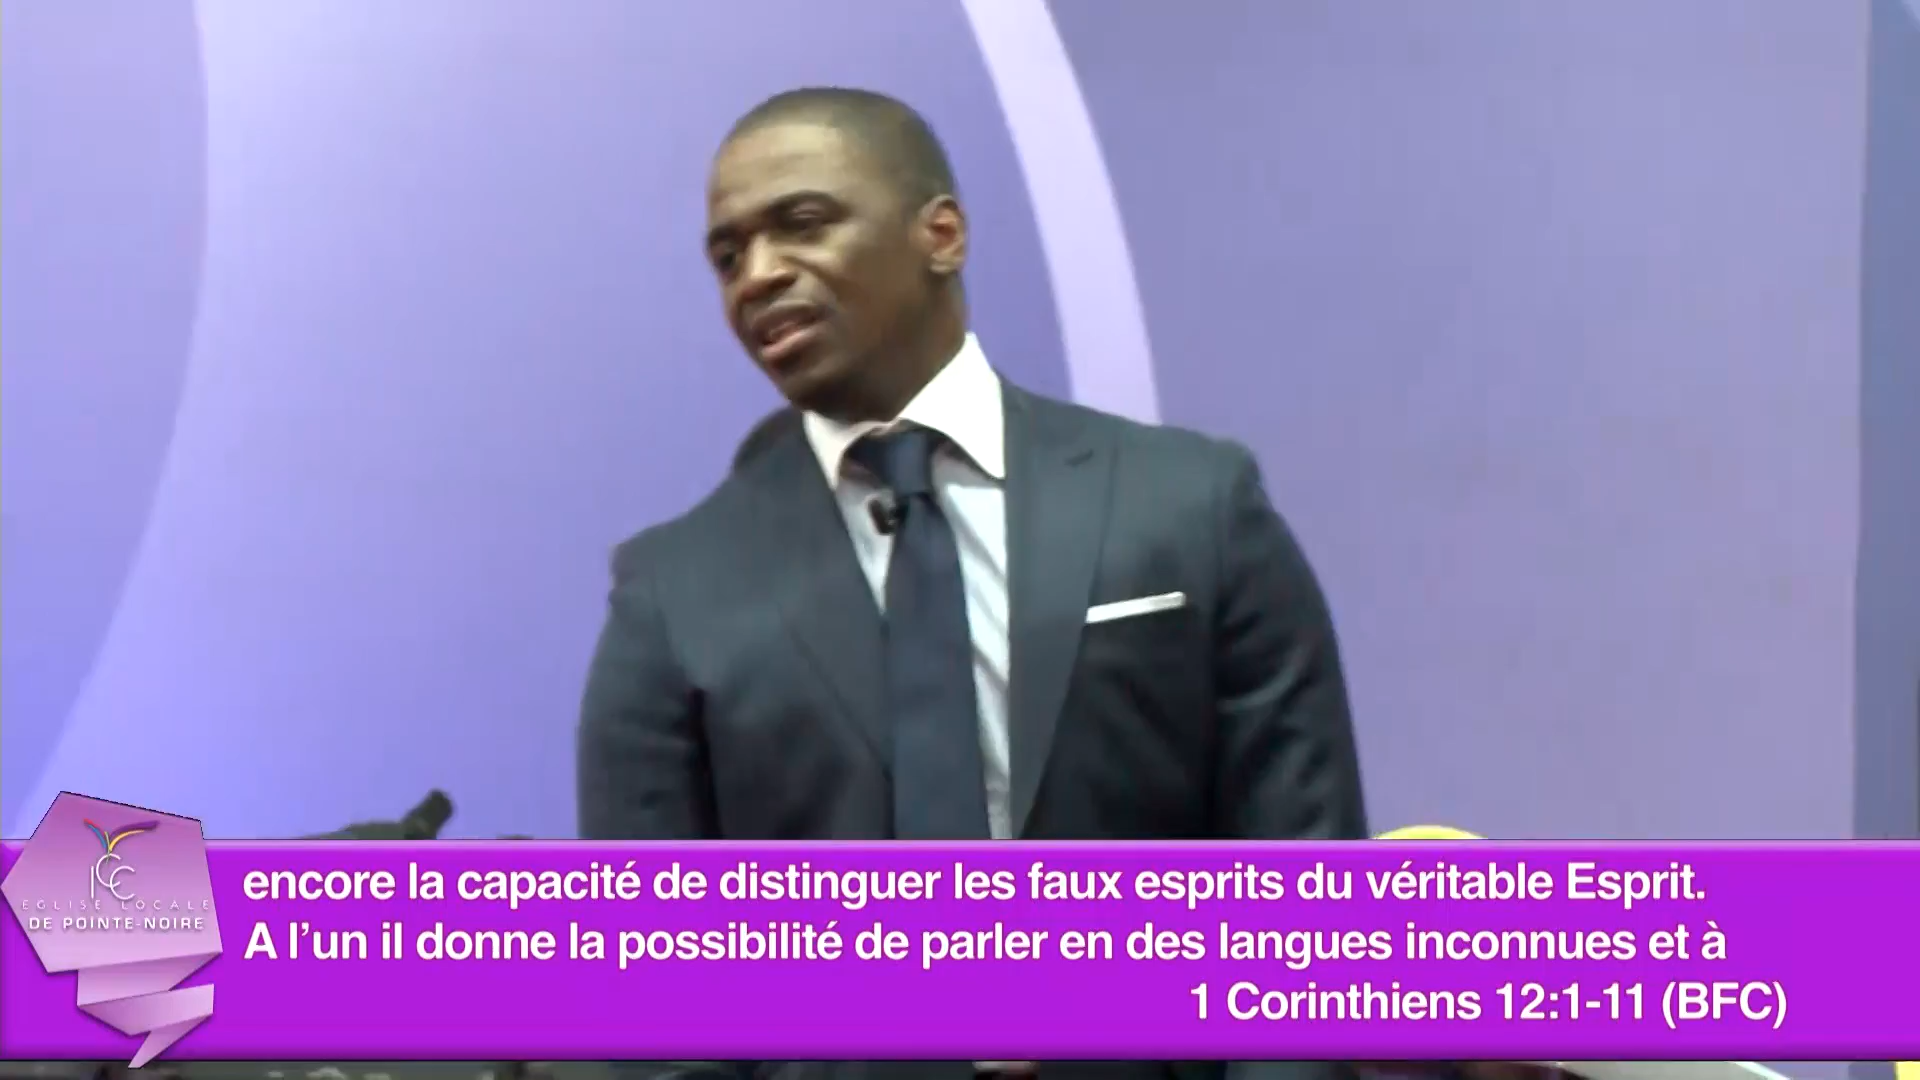 encore la capacité de distinguer les faux esprits du véritable Esprit.
A l'un il donne la possibilité de parler en des langues inconnues et à
1 Corinthiens 12:1-11 (BFC)
ICC
EGLISE LOCALE
DE POINTE-NOIRE